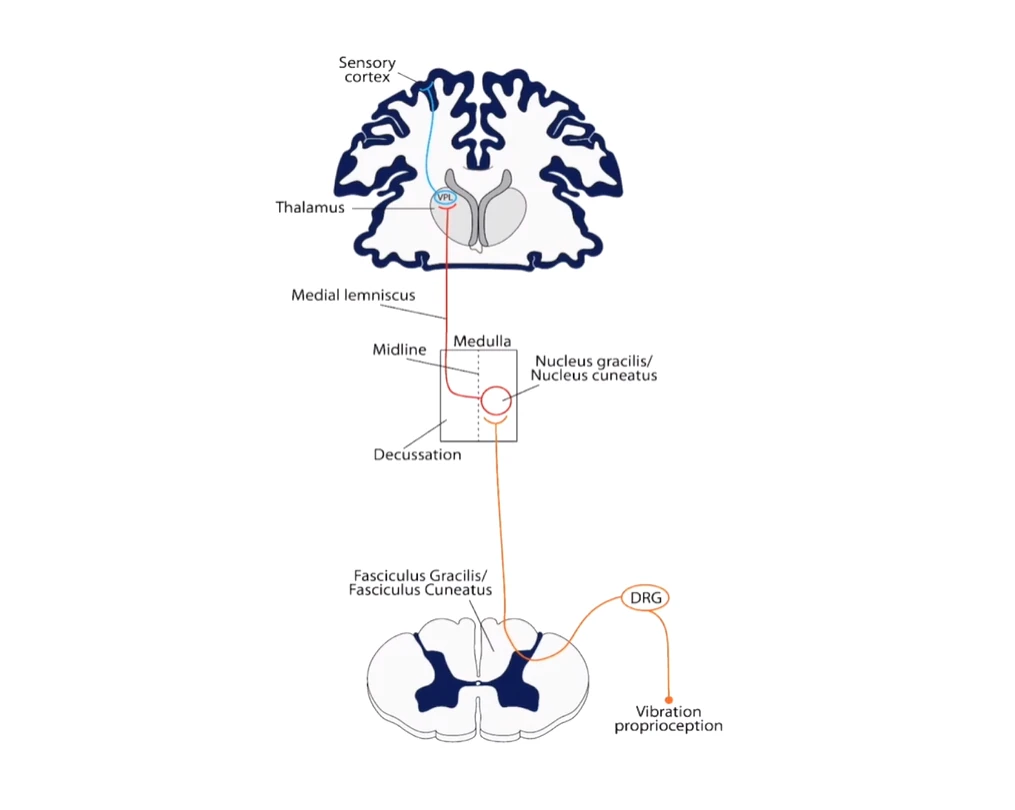 Sensory
cortex
VPL
Thalamus
Medial lemniscus
Medulla
Midline
Nucleus gracilis/
Nucleus cuneatus
Decussation
Fasciculus Gracilis/
Fasciculus Cuneatus
DRG
Vibration
proprioception